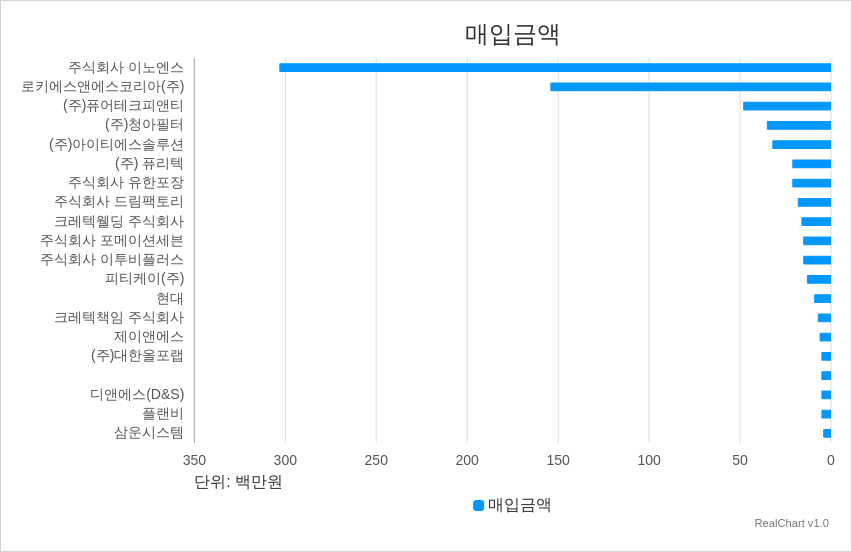 매입금액
주식회사 이노엔스
로키에스앤에스코리아(주)
(주)퓨어테크피앤티
(주)청아필터
(주)아이티에스솔루션
(주) 퓨리텍
주식회사 유한포장
주식회사 드림팩토리
크레텍웰딩 주식회사
주식회사 포메이션세븐
주식회사 이투비플러스
피티케이(주)
현대
크레텍책임 주식회사
제이앤에스
(주)대한올포랩
디앤에스(D&S)
플랜비
삼운시스템
350 300 250 200 150 100 50 0
단위: 백만원
매입금액
RealChart v1.0